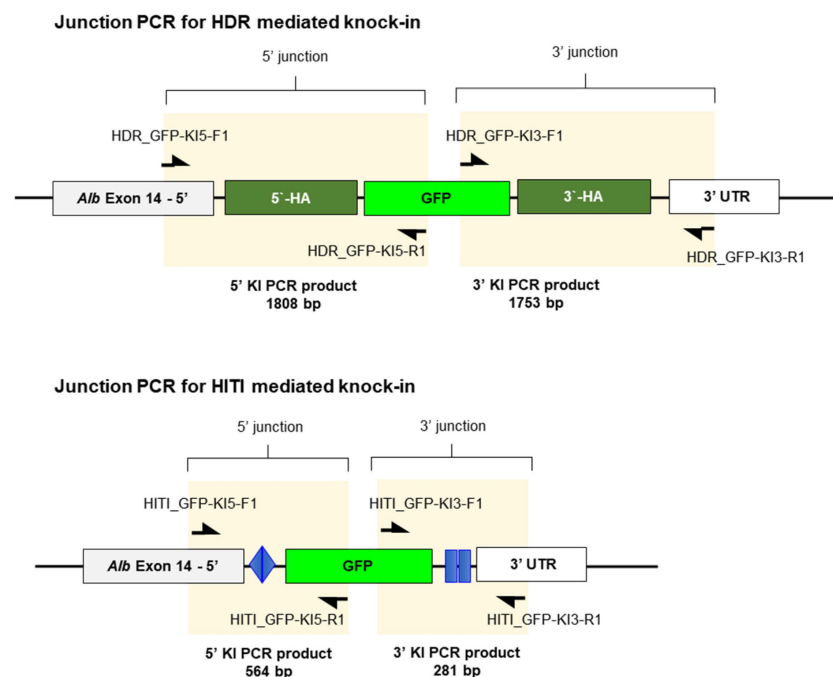 Junction PCR for HDR mediated knock-in
5’ junction
3’ junction
HDR_GFP-KI5-F1
HDR_GFP-KI3-F1
Alb Exon 14 - 5’
5`-HA
GFP
3`-HA
3’ UTR
HDR_GFP-KI5-R1
HDR_GFP-KI3-R1
5’ KI PCR product
1808 bp
3’ KI PCR product
1753 bp
Junction PCR for HITI mediated knock-in
5’ junction
3’ junction
HITI_GFP-KI5-F1
HITI_GFP-KI3-F1
Alb Exon 14 - 5’
GFP
3’ UTR
HITI_GFP-KI5-R1
HITI_GFP-KI3-R1
5’ KI PCR product
564 bp
3’ KI PCR product
281 bp